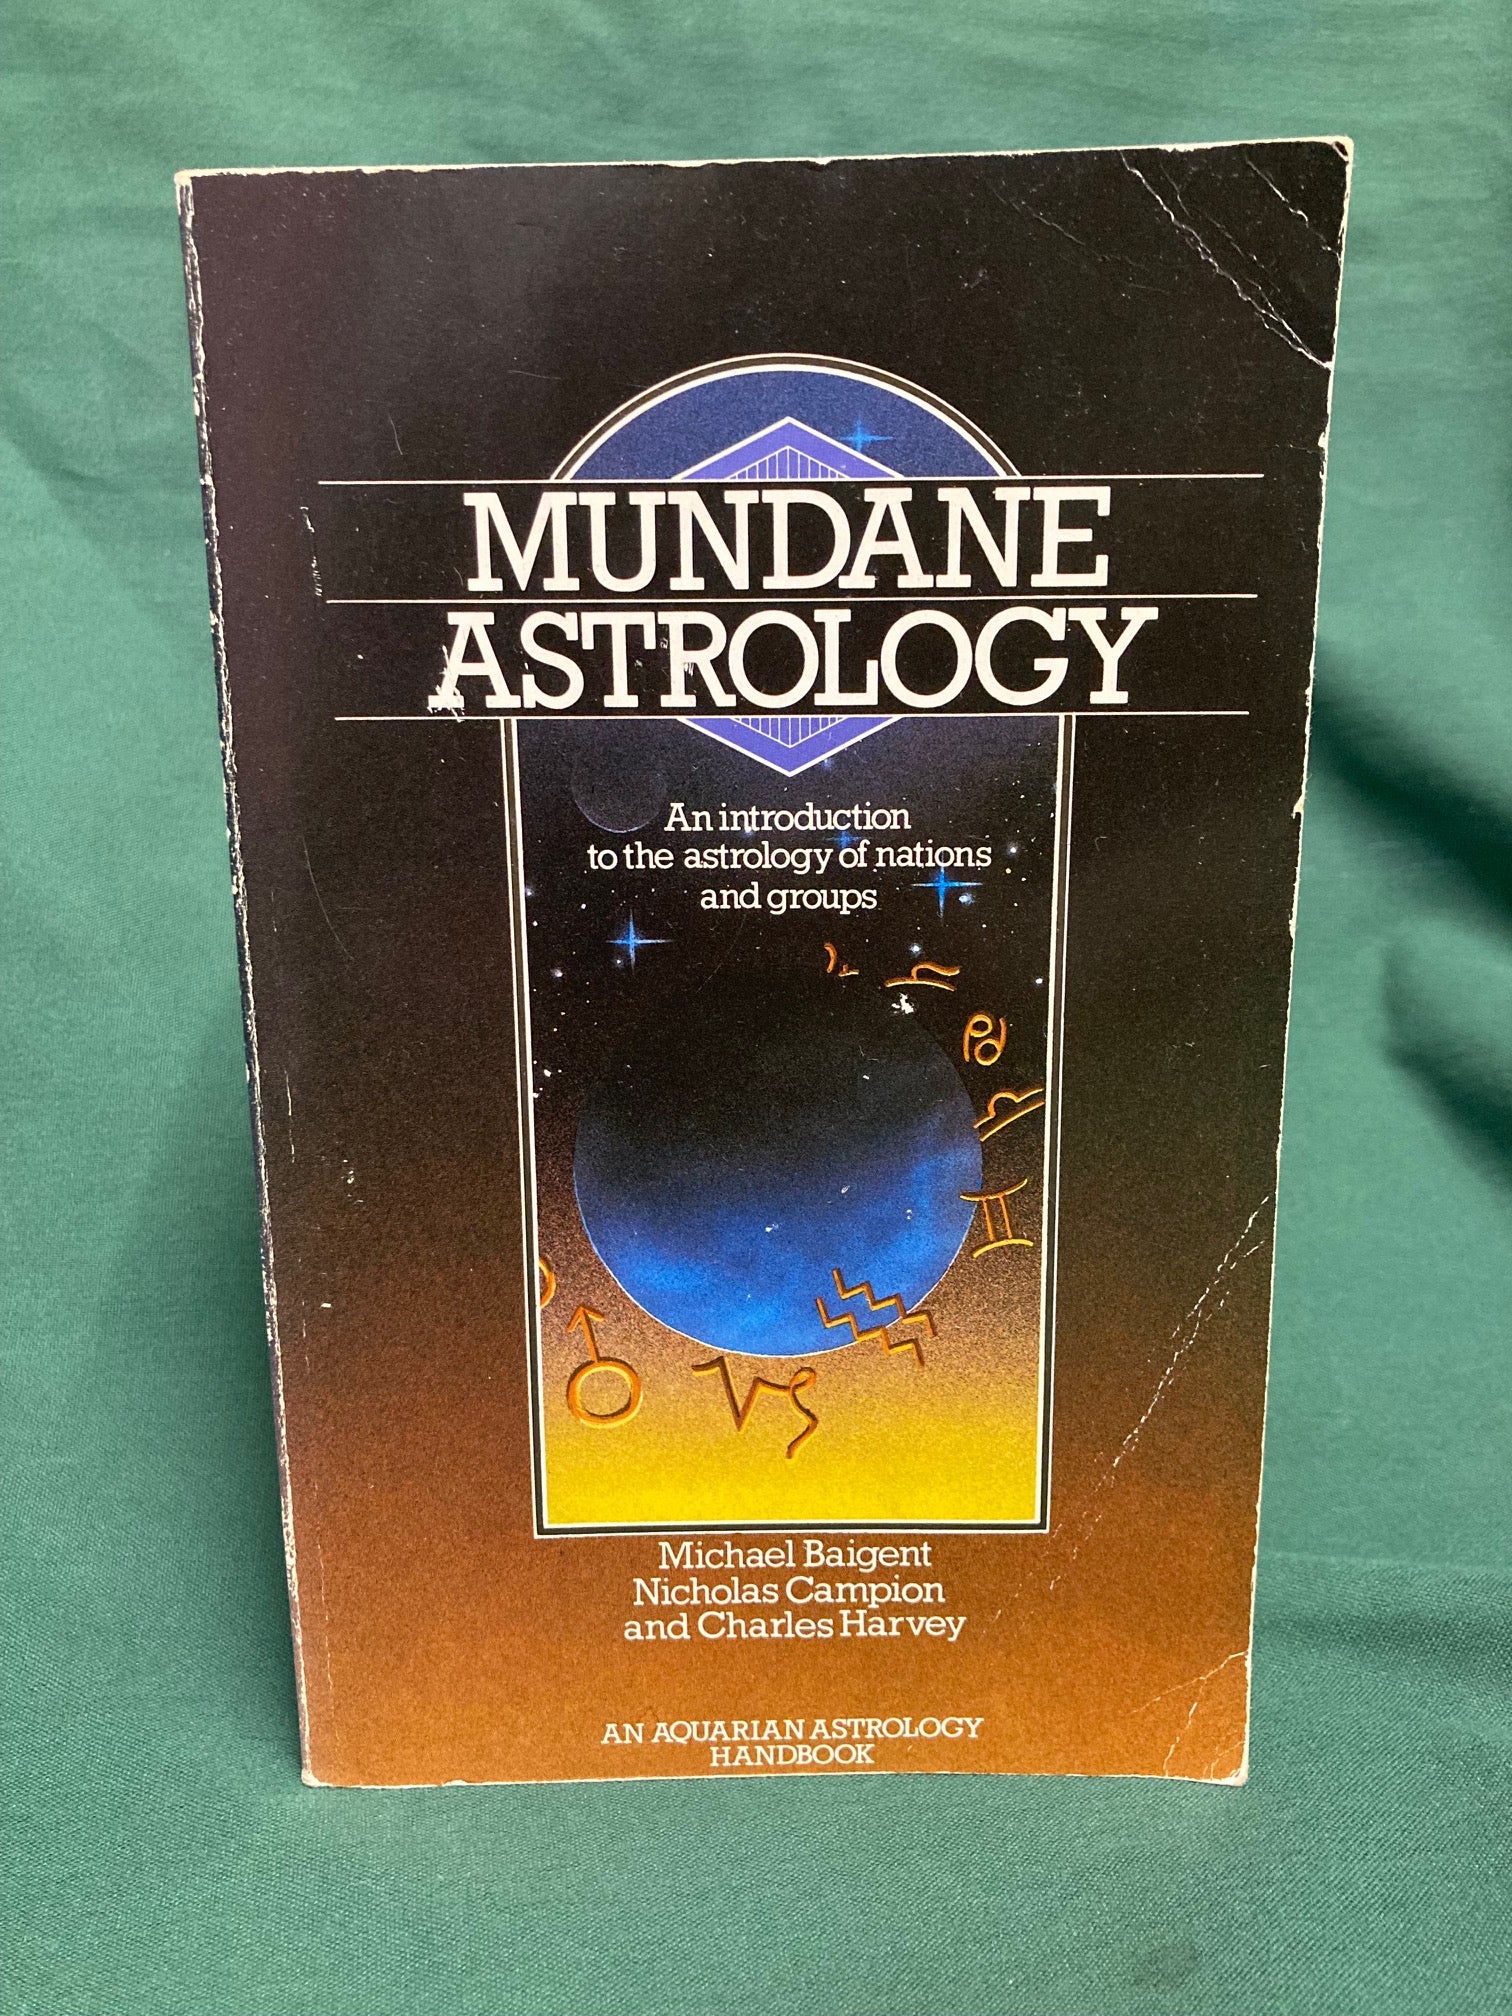 MUNDANE
ASTROLOGY
An introduction
to the astrology of nations
and groups
Michael Baigent
Nicholas Campion
and Charles Harvey
AN AQUARIAN ASTROLOGY
HANDBOOK